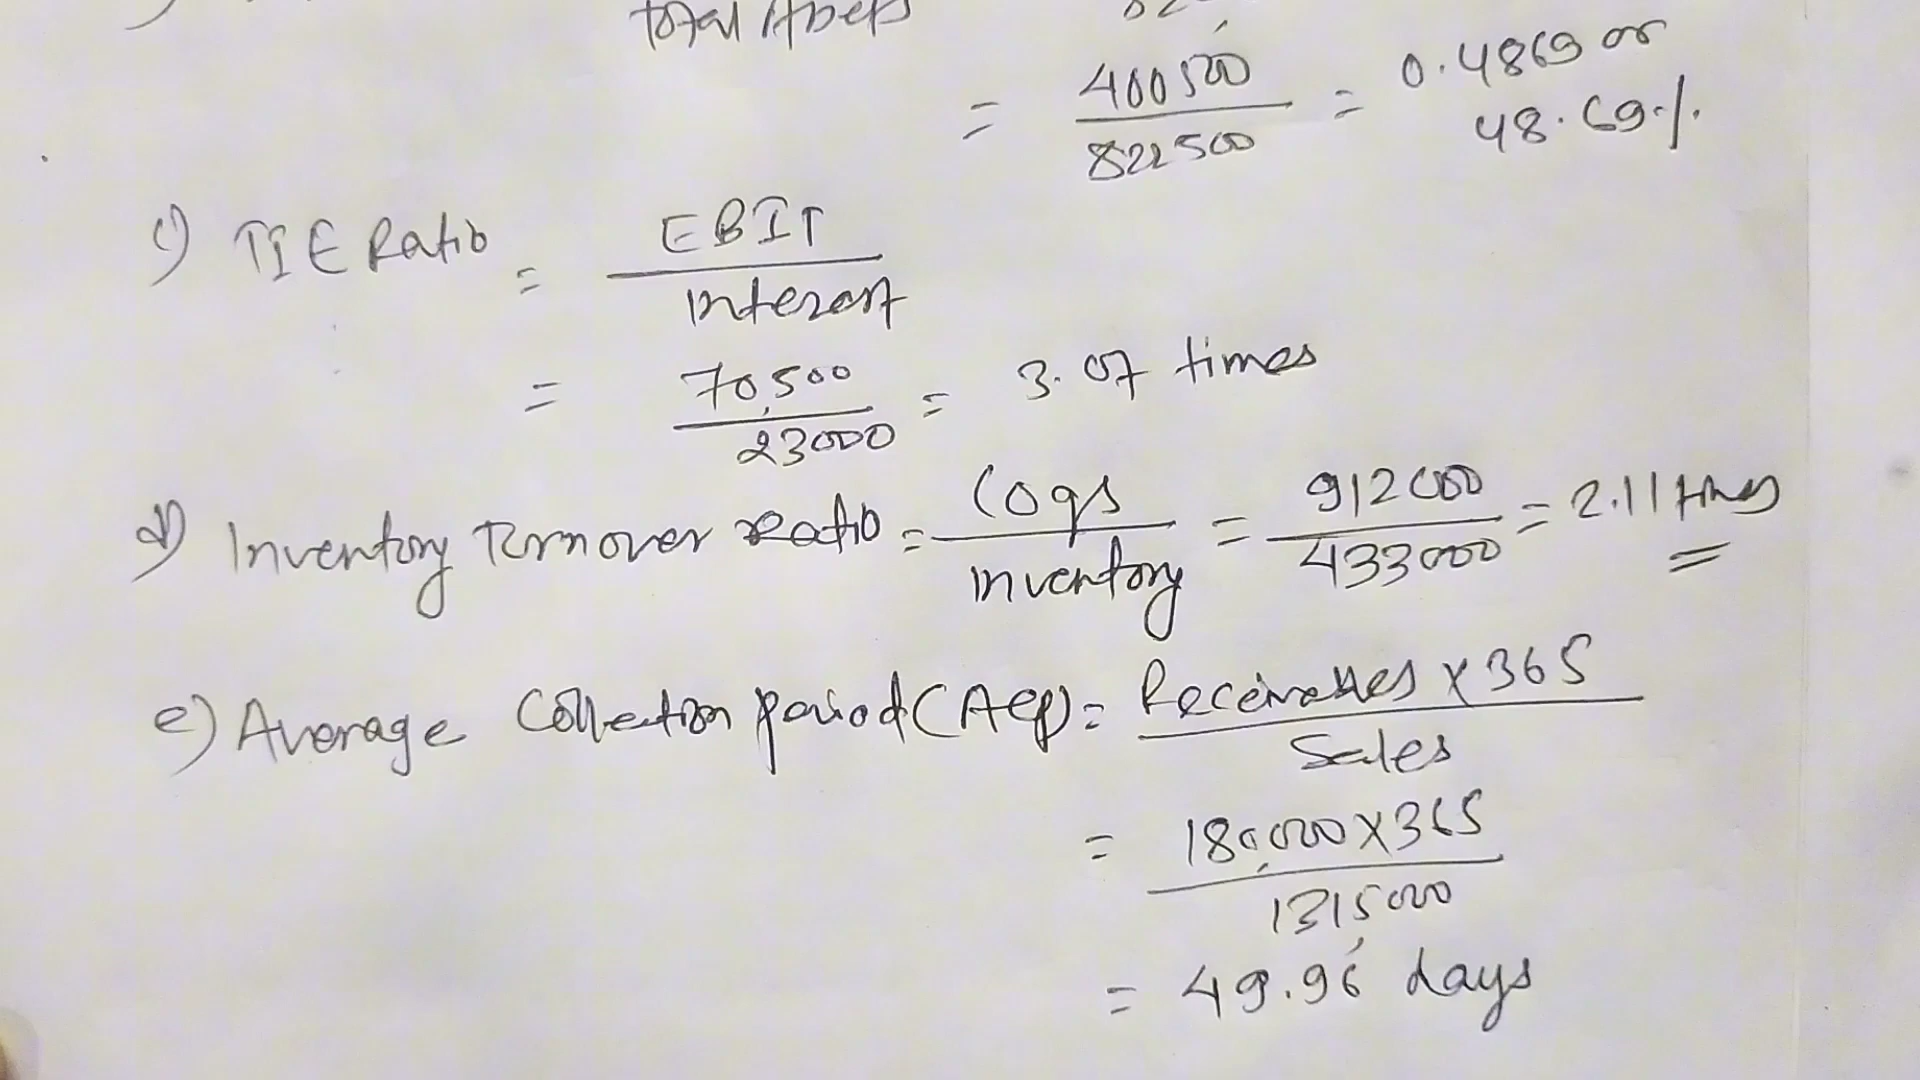 Total Assets
= 400500 / 822500 = 0.4869 or
48.69%
c) TIE Ratio = EBIT / interest
= 70,500 / 23000 = 3.07 times
d) Inventory Turnover Ratio = Cogs / inventory = 912000 / 433000 = 2.11 times
e) Average Collection period (ACP) = Receivables X 365 / Sales
= 180,000 X 365 / 1315000
= 49.96 days